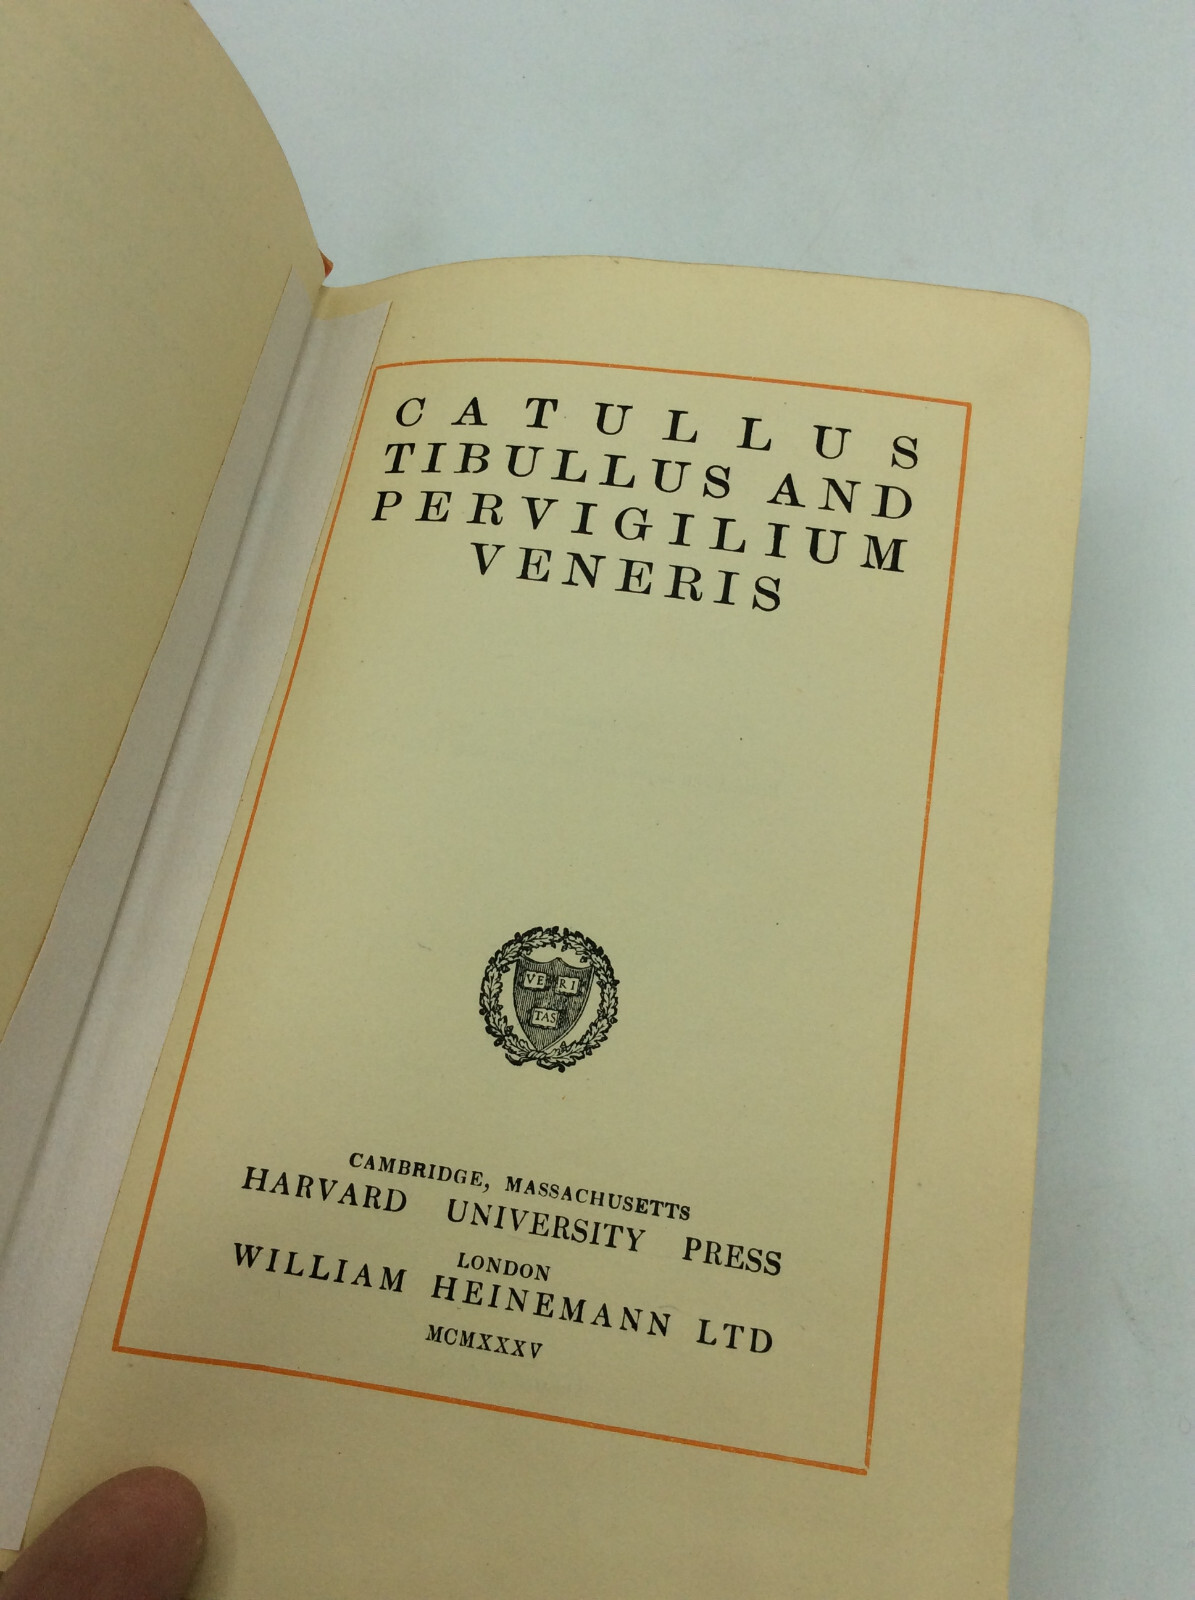 CATULLUS
TIBULLUS AND
PERVIGILIUM
VENERIS
VE RI
TAS
CAMBRIDGE, MASSACHUSETTS
HARVARD UNIVERSITY PRESS
LONDON
WILLIAM HEINEMANN LTD
MCMXXXV